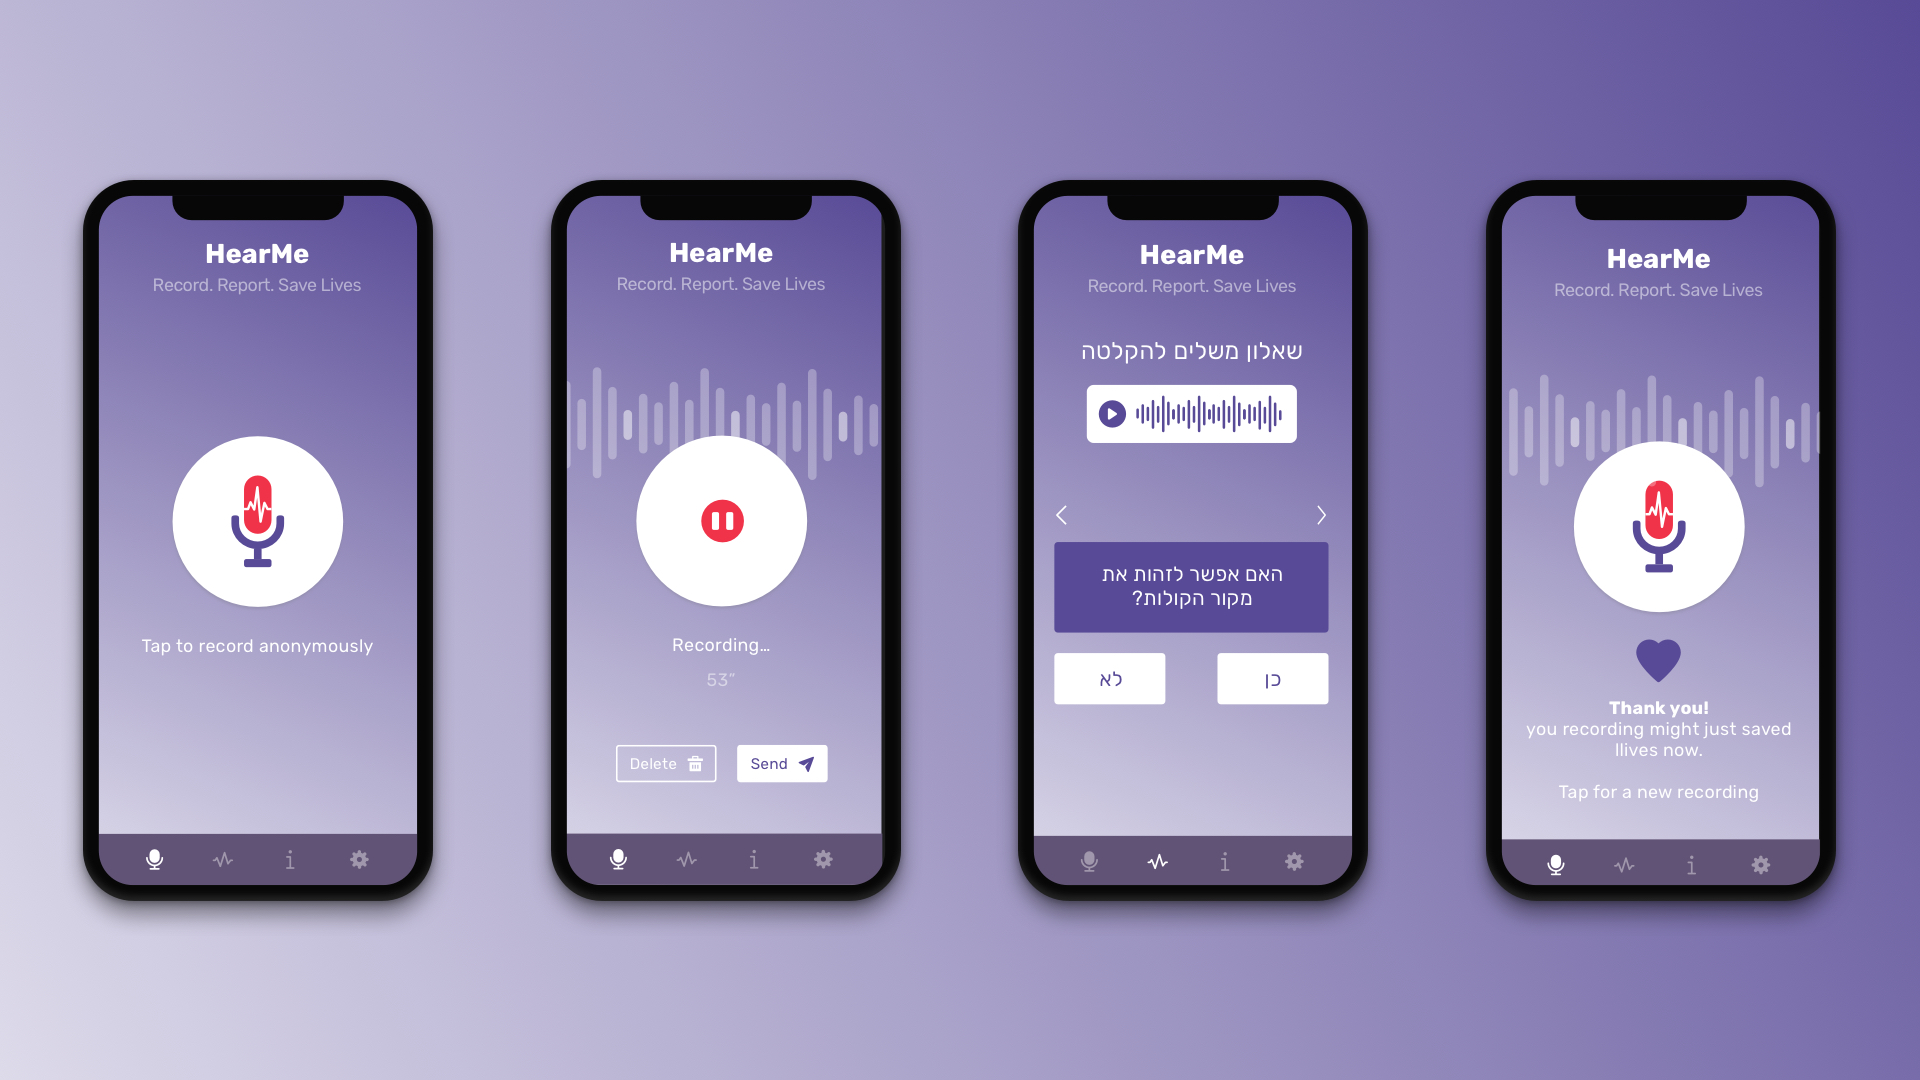 HearMe
Record. Report. Save Lives
Tap to record anonymously
HearMe
Record. Report. Save Lives
Recording...
53”
Delete
Send
HearMe
Record. Report. Save Lives
שאלון משלים להקלטה
האם אפשר לזהות את
מקור הקולות?
כן
לא
HearMe
Record. Report. Save Lives
Thank you!
you recording might just saved
llives now.
Tap for a new recording